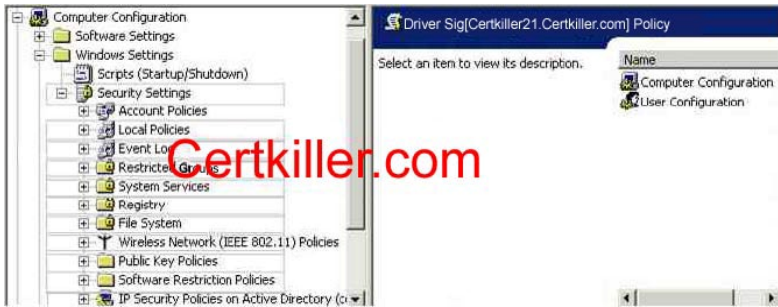 Computer Configuration
Software Settings
Windows Settings
Scripts (Startup/Shutdown)
Security Settings
Account Policies
Local Policies
Event Log
Restricted Groups
System Services
Registry
File System
Wireless Network (IEEE 802.11) Policies
Public Key Policies
Software Restriction Policies
IP Security Policies on Active Directory (
Driver Sig[Certkiller21.Certkiller.com] Policy
Select an item to view its description.
Name
Computer Configuration
User Configuration
Certkiller.com